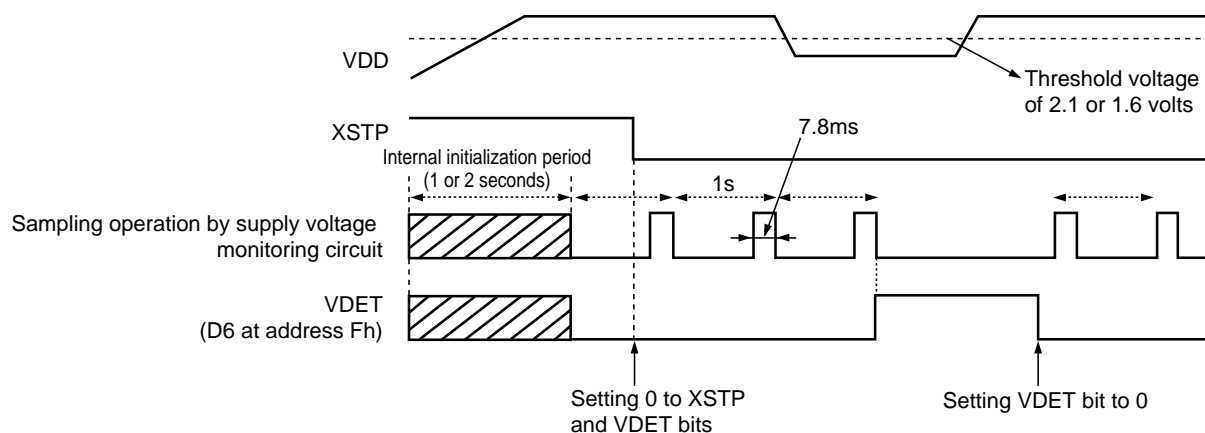 VDD
Threshold voltage
of 2.1 or 1.6 volts
XSTP
7.8ms
Internal initialization period
(1 or 2 seconds)
1s
Sampling operation by supply voltage
monitoring circuit
VDET
(D6 at address Fh)
Setting 0 to XSTP
and VDET bits
Setting VDET bit to 0